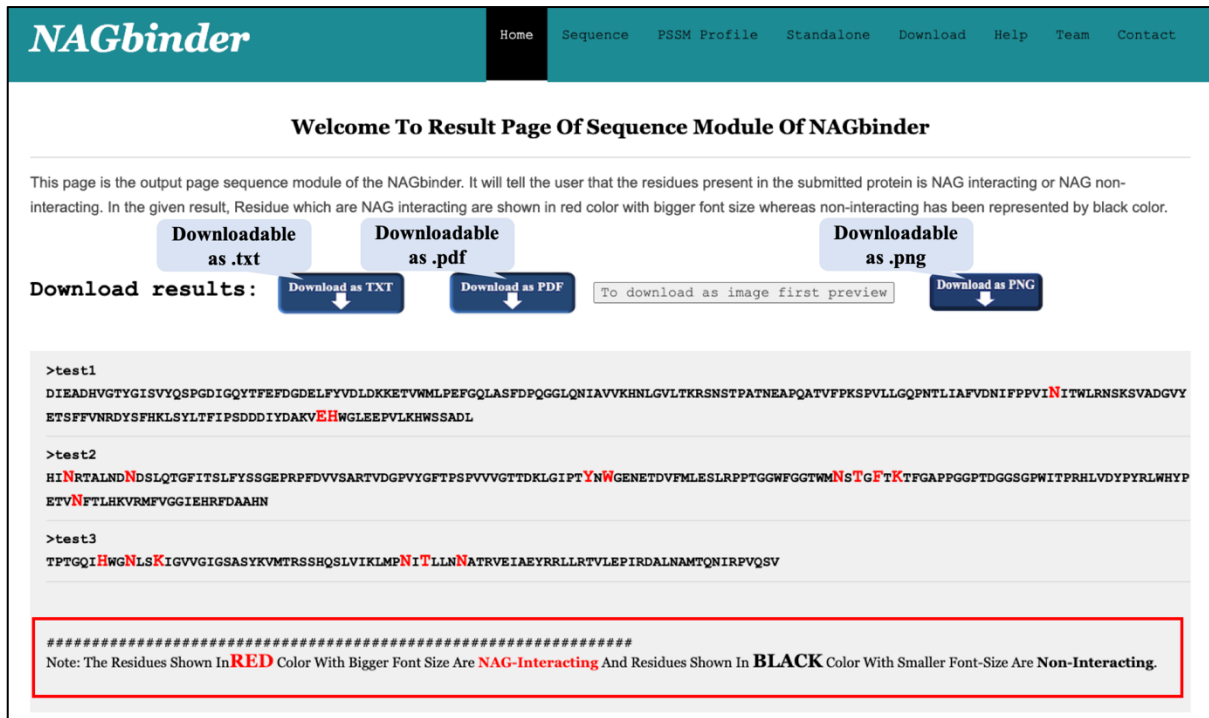 NAGbinder
Home Sequence PSSM Profile Standalone Download Help Team Contact
Welcome To Result Page Of Sequence Module Of NAGbinder
This page is the output page sequence module of the NAGbinder. It will tell the user that the residues present in the submitted protein is NAG interacting or NAG non-
interacting. In the given result, Residue which are NAG interacting are shown in red color with bigger font size whereas non-interacting has been represented by black color.
Downloadable
as .txt
Downloadable
as .pdf
Downloadable
as .png
Download results: Download as TXT Download as PDF To download as image first preview Download as PNG
>test1
DIEADHVGTYGISVYQSPGDIGQYTFEFDGDELFYVDLDKKETVWMLPEFGQLASFDPQGGLQNIAVVKHNLGVLTKRSNSTPATNEAPQATVFPKSPVLLGQPNTLIAFVDNIFPPVINITWLRNSKSVADGVY
ETSFFVNRDYSFHKLSYLTFIPSDDDIYDAKVEHWGLEEPVLKHWSSADL
>test2
HINRTALNDNDSLQTGFITSLFYSSGEPRPFDVVSARTVDGPVYGFTPSPVVVGTTDKLGIPTYNWGENETDVFMLESLRPPTGGWFGGTWMNSTGFTKTFGAPPGGPTDGGSGPWITPRHLVDYPYRLWHYP
ETVNFTLHKVRMFVGGIEHRFDAAHN
>test3
TPTGQIHWGNLSKIGVVGIGSASYKVMTRSSHQSLVIKLMPNITLLNNATRVEIAEYRRLLRTVLEPIRDALNAMTQNIRPVQSV
#################################################################
Note: The Residues Shown InRED Color With Bigger Font Size Are NAG-Interacting And Residues Shown In BLACK Color With Smaller Font-Size Are Non-Interacting.